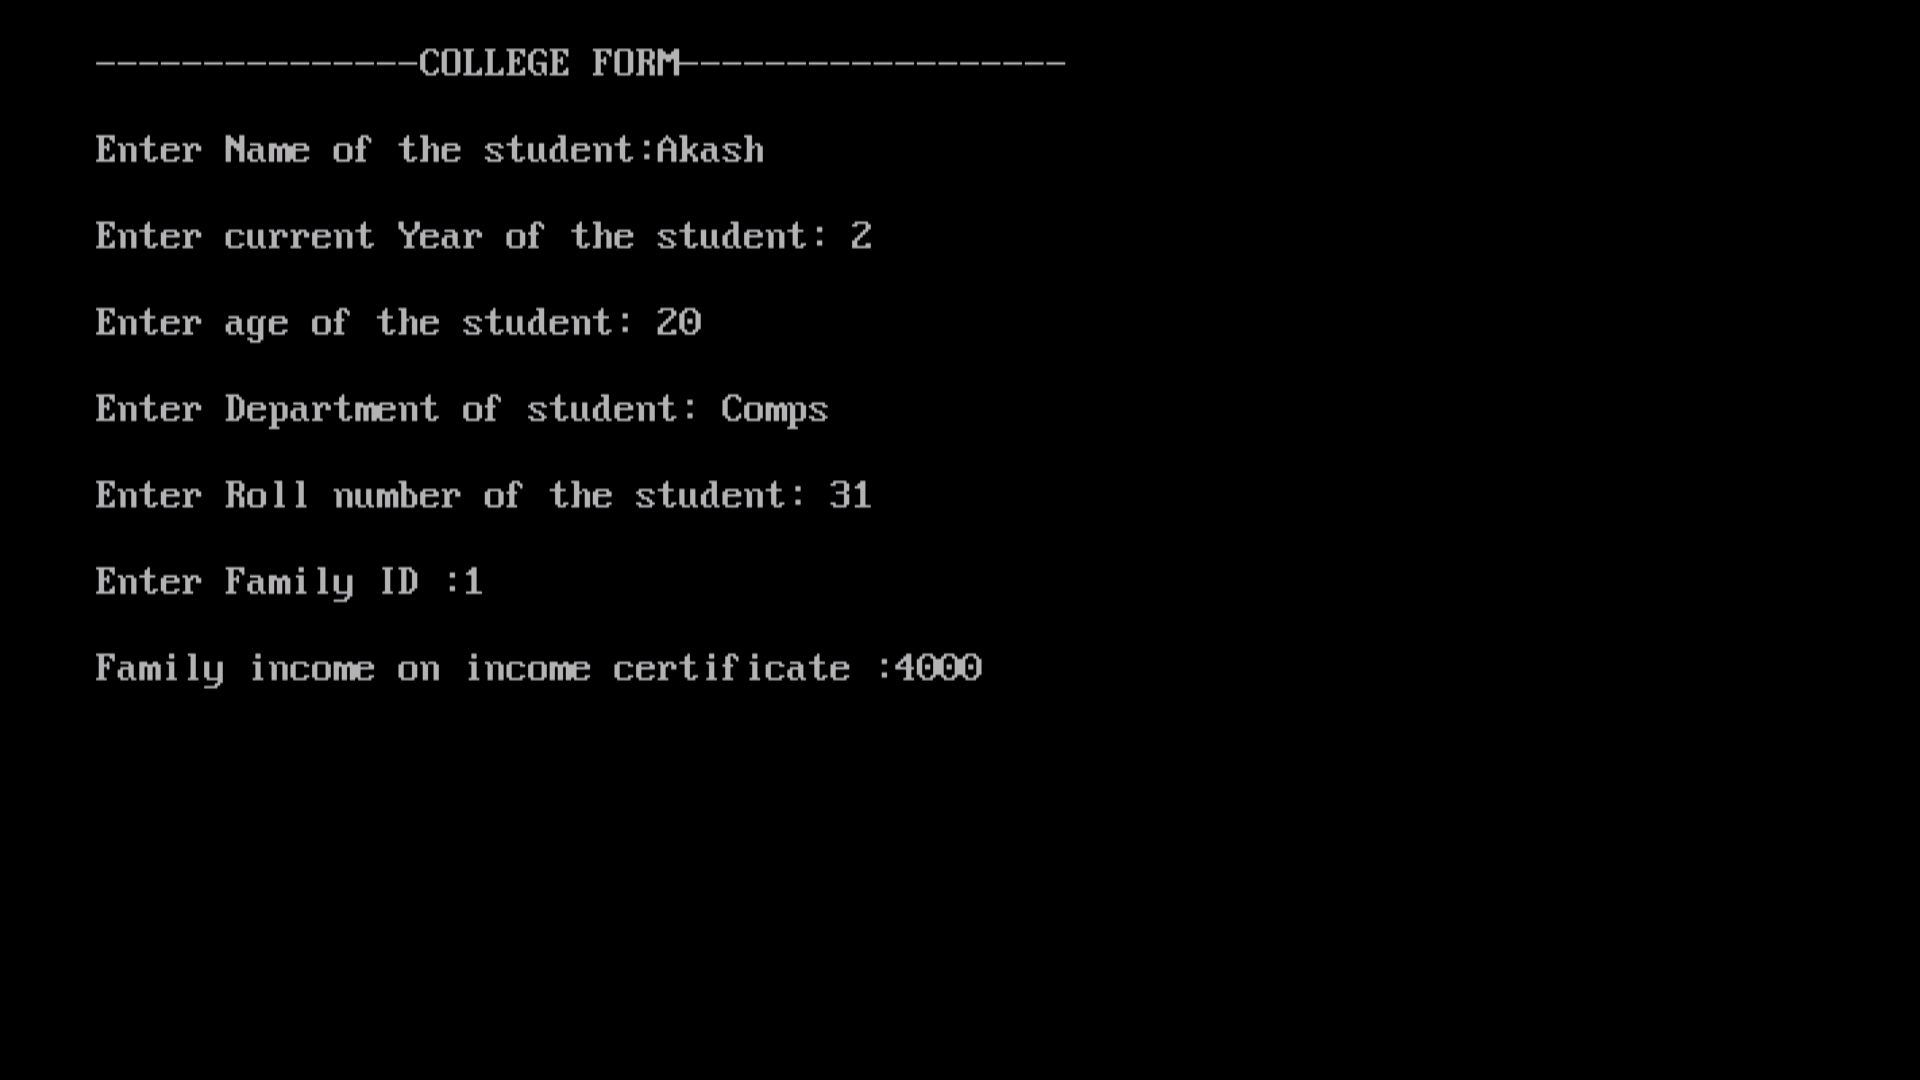 ---------------COLLEGE FORM------------------
Enter Name of the student:Akash
Enter current Year of the student: 2
Enter age of the student: 20
Enter Department of student: Comps
Enter Roll number of the student: 31
Enter Family ID :1
Family income on income certificate :4000